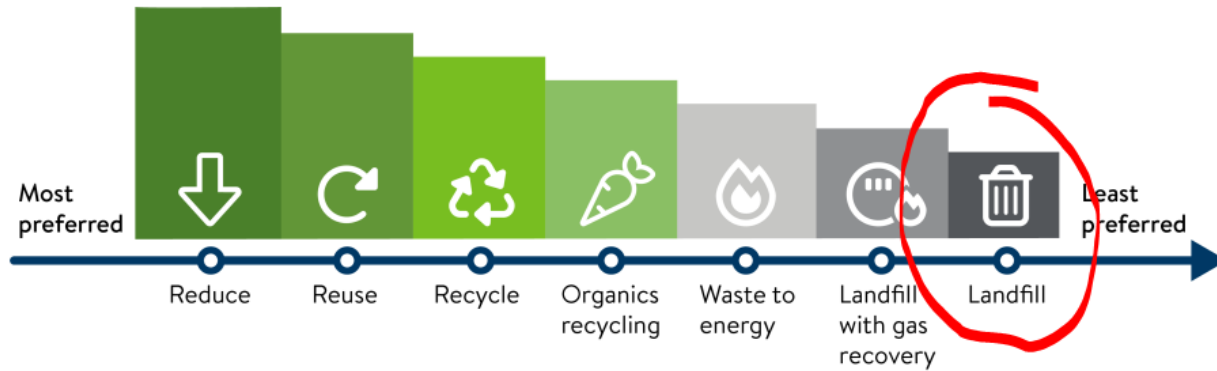 Most
preferred
Least
preferred
Reduce
Reuse
Recycle
Organics
recycling
Waste to
energy
Landfill
with gas
recovery
Landfill